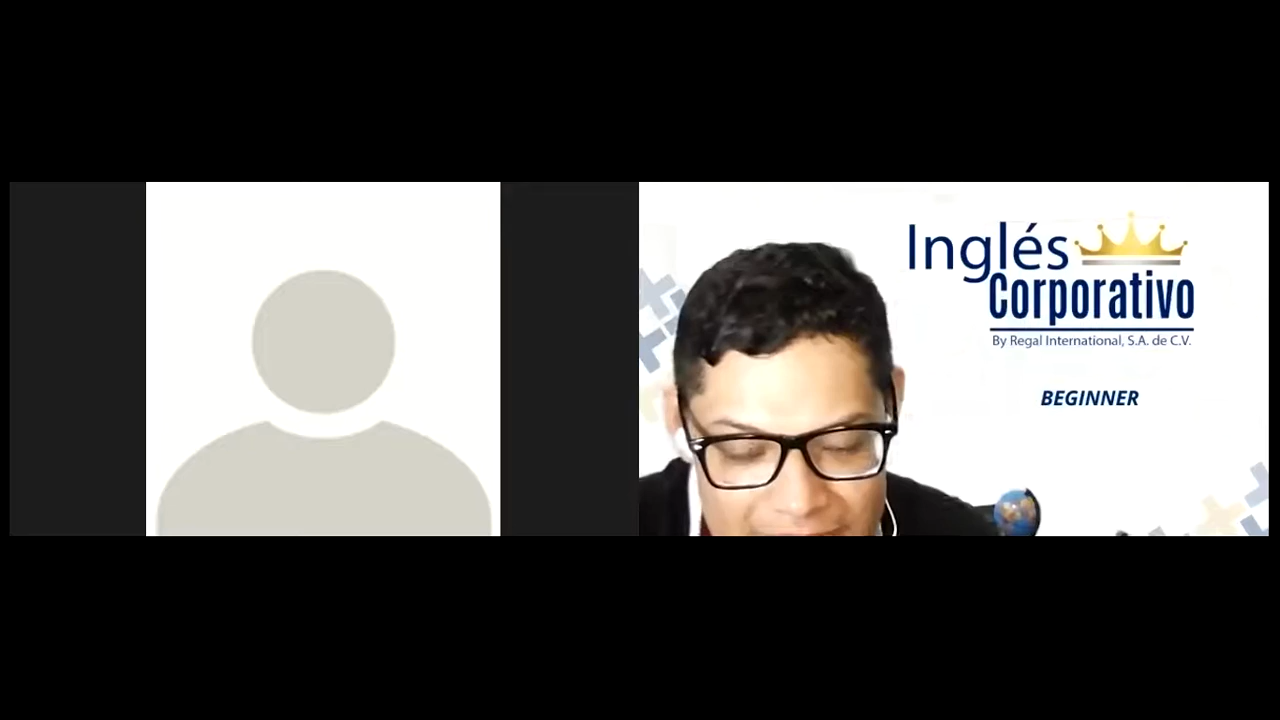 Inglés
Corporativo
By Regal International, S.A. de C.V.
BEGINNER